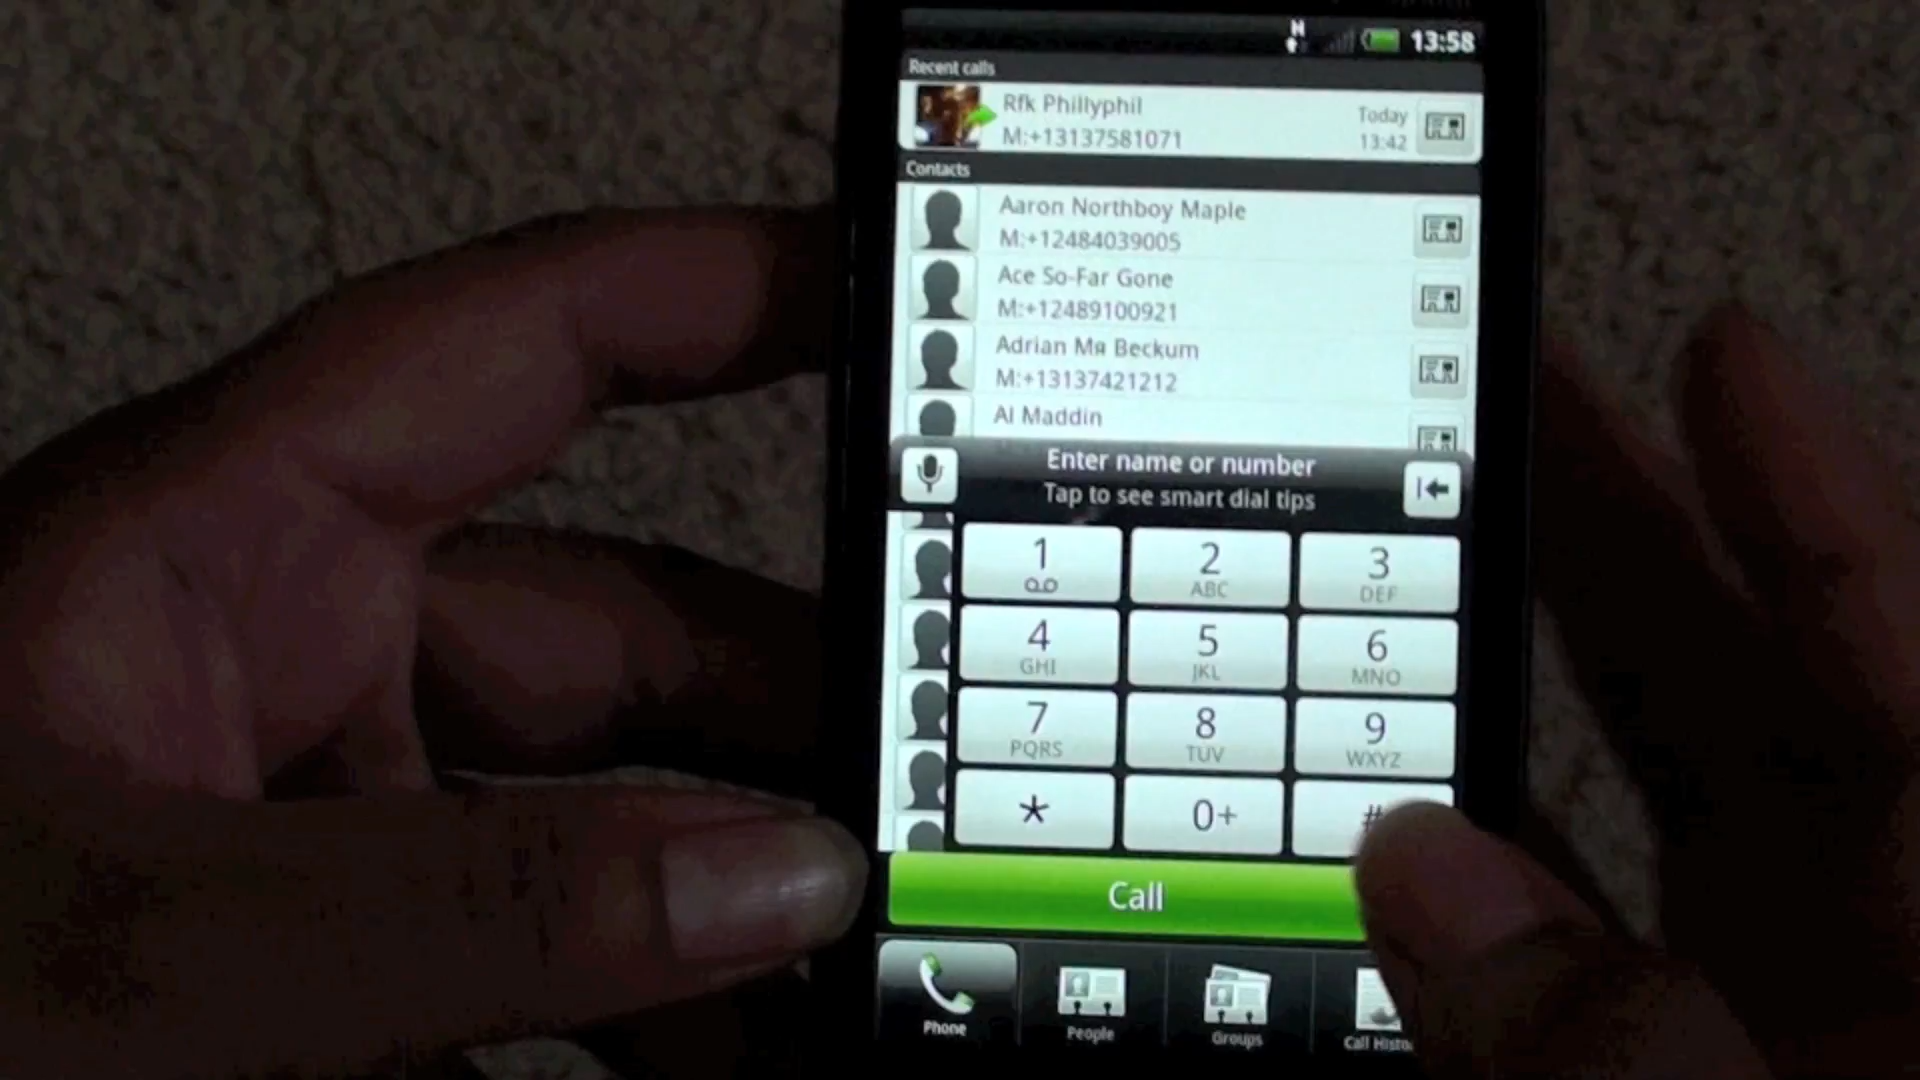 13:58
Recent calls
Rfk Phillyphil
M:+13137581071
Today
13:42
Contacts
Aaron Northboy Maple
M:+12484039005
Ace So-Far Gone
M:+12489100921
Adrian Mя Beckum
M:+13137421212
Al Maddin
Enter name or number
Tap to see smart dial tips
1
2
ABC
3
DEF
4
GHI
5
JKL
6
MNO
7
PQRS
8
TUV
9
WXYZ
*
0+
#
Call
Phone
People
Groups
Call Histo